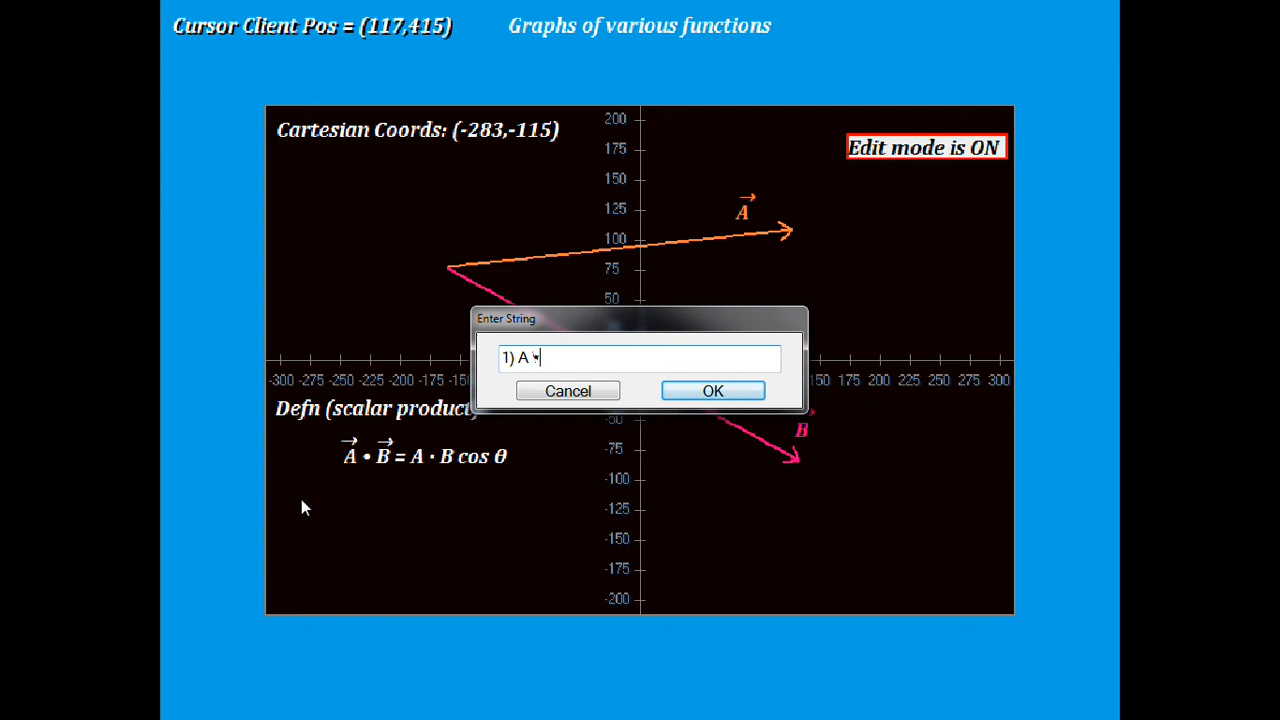 Cursor Client Pos = (117,415)
Graphs of various functions
Cartesian Coords: (-283,-115)
Edit mode is ON
200
175
150
125
100
75
50
A
Enter String
1) A •
Cancel
OK
-300 -275 -250 -225 -200 -175 -150
150 175 200 225 250 275 300
Defn (scalar product
A • B = A · B cos θ
B
-50
-75
-100
-125
-150
-175
-200